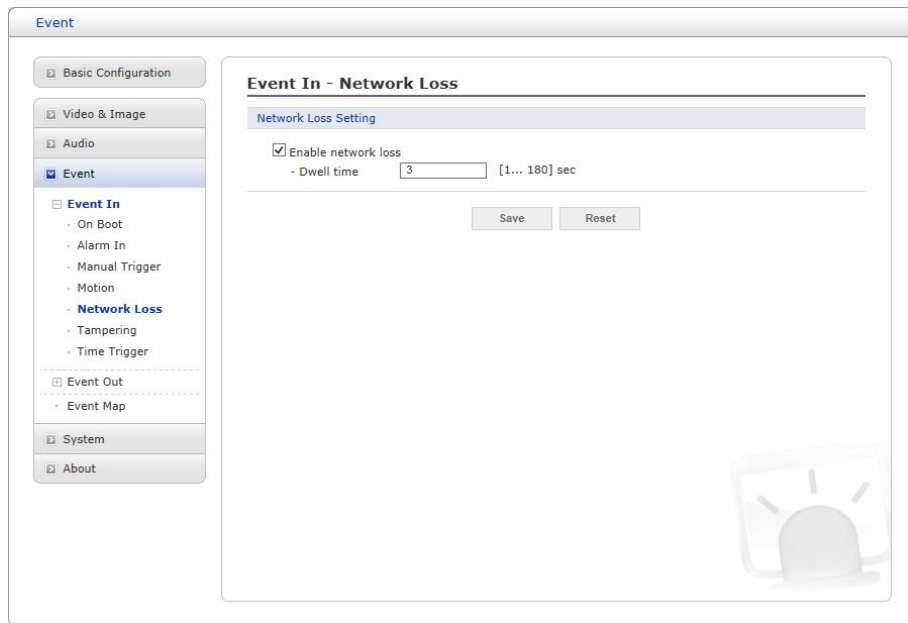 Event
Basic Configuration
Video & Image
Audio
Event
Event In
· On Boot
· Alarm In
· Manual Trigger
· Motion
· Network Loss
· Tampering
· Time Trigger
Event Out
· Event Map
System
About
Event In - Network Loss
Network Loss Setting
Enable network loss
- Dwell time 3 [1... 180] sec
Save Reset